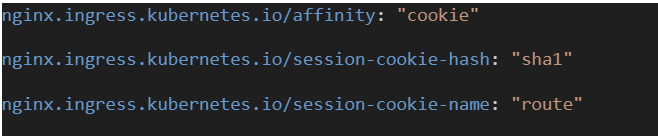 nginx.ingress.kubernetes.io/affinity: "cookie"
nginx.ingress.kubernetes.io/session-cookie-hash: "sha1"
nginx.ingress.kubernetes.io/session-cookie-name: "route"